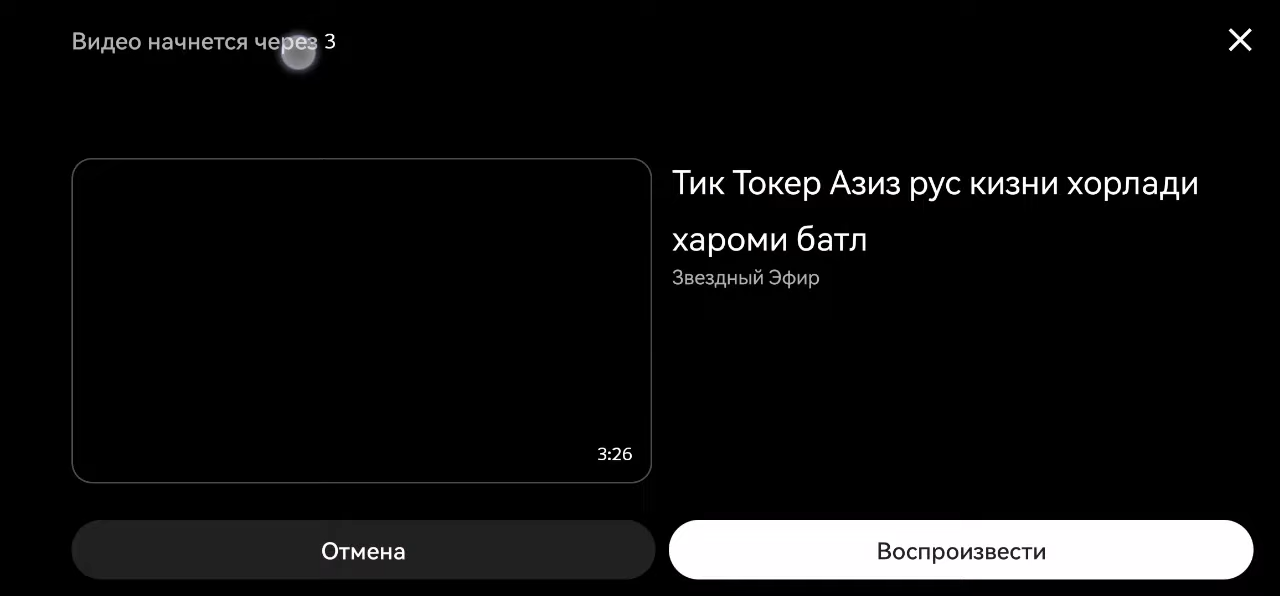 Видео начнется через 3
Тик Токер Азиз рус кизни хорлади
хароми батл
Звездный Эфир
3:26
Отмена
Воспроизвести